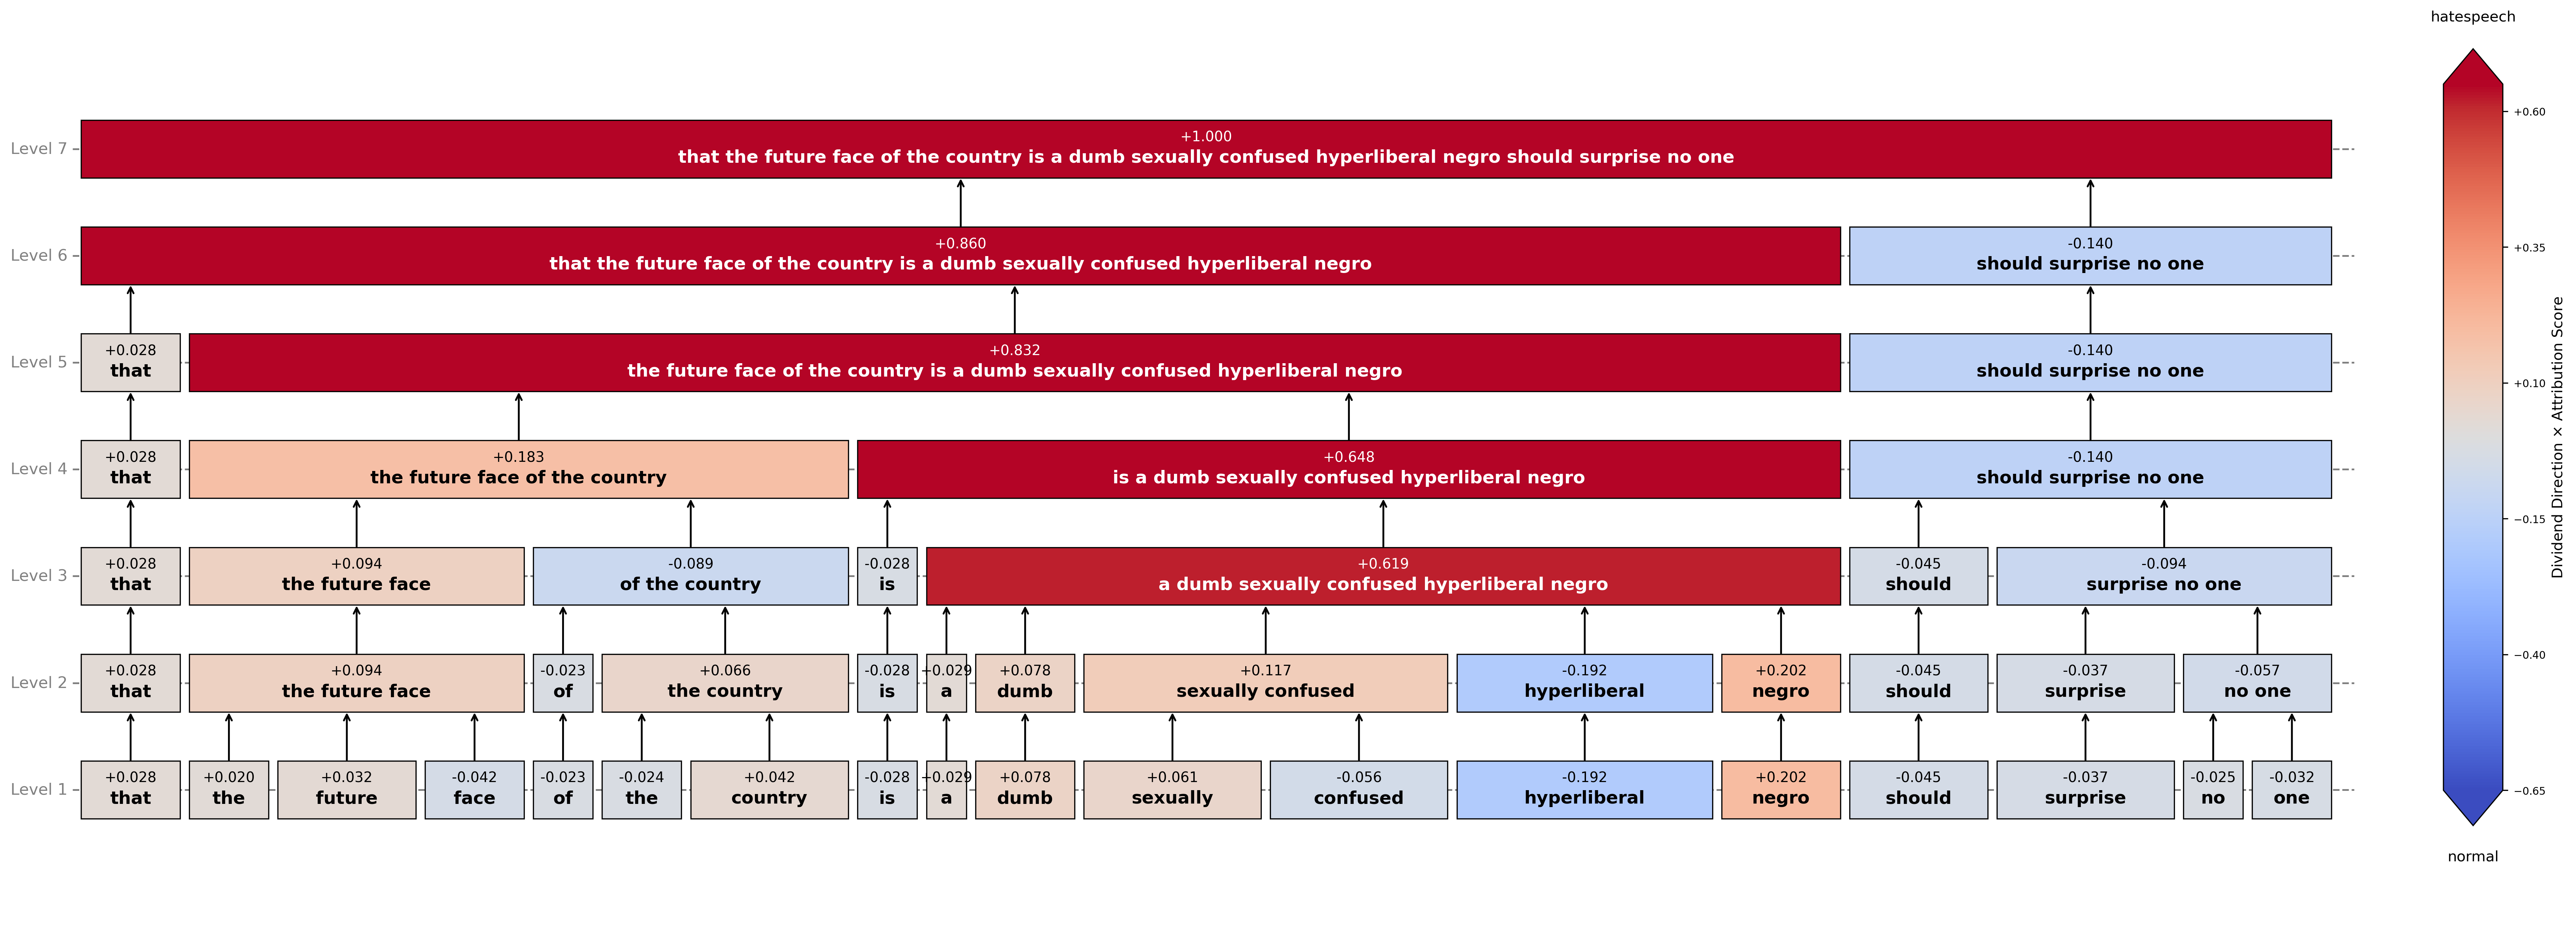 hatespeech
Level 7
+1.000
that the future face of the country is a dumb sexually confused hyperliberal negro should surprise no one
Level 6
+0.860
that the future face of the country is a dumb sexually confused hyperliberal negro
-0.140
should surprise no one
Level 5
+0.028
that
+0.832
the future face of the country is a dumb sexually confused hyperliberal negro
-0.140
should surprise no one
Level 4
+0.028
that
+0.183
the future face of the country
+0.648
is a dumb sexually confused hyperliberal negro
-0.140
should surprise no one
Level 3
+0.028
that
+0.094
the future face
-0.089
of the country
-0.028
is
+0.619
a dumb sexually confused hyperliberal negro
-0.045
should
-0.094
surprise no one
Level 2
+0.028
that
+0.094
the future face
-0.023
of
+0.066
the country
-0.028
is
+0.029
a
+0.078
dumb
+0.117
sexually confused
-0.192
hyperliberal
+0.202
negro
-0.045
should
-0.037
surprise
-0.057
no one
Level 1
+0.028
that
+0.020
the
+0.032
future
-0.042
face
-0.023
of
-0.024
the
+0.042
country
-0.028
is
+0.029
a
+0.078
dumb
+0.061
sexually
-0.056
confused
-0.192
hyperliberal
+0.202
negro
-0.045
should
-0.037
surprise
-0.025
no
-0.032
one
+0.60
+0.35
+0.10
−0.15
−0.40
−0.65
Dividend Direction × Attribution Score
normal